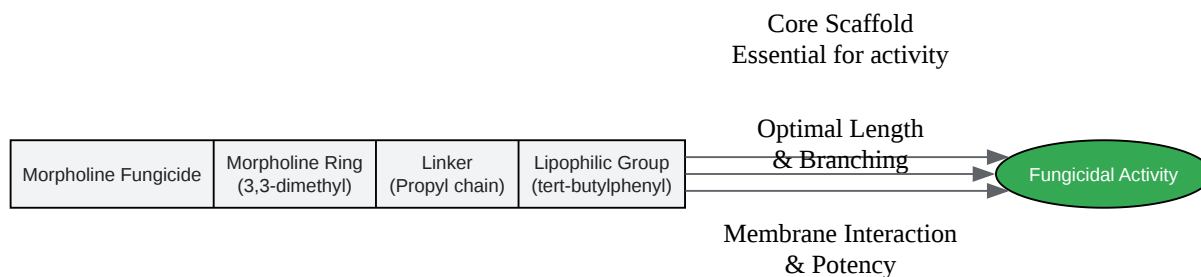 Core Scaffold
Essential for activity
Morpholine Fungicide
Morpholine Ring
(3,3-dimethyl)
Linker
(Propyl chain)
Lipophilic Group
(tert-butylphenyl)
Optimal Length
& Branching
Fungicidal Activity
Membrane Interaction
& Potency